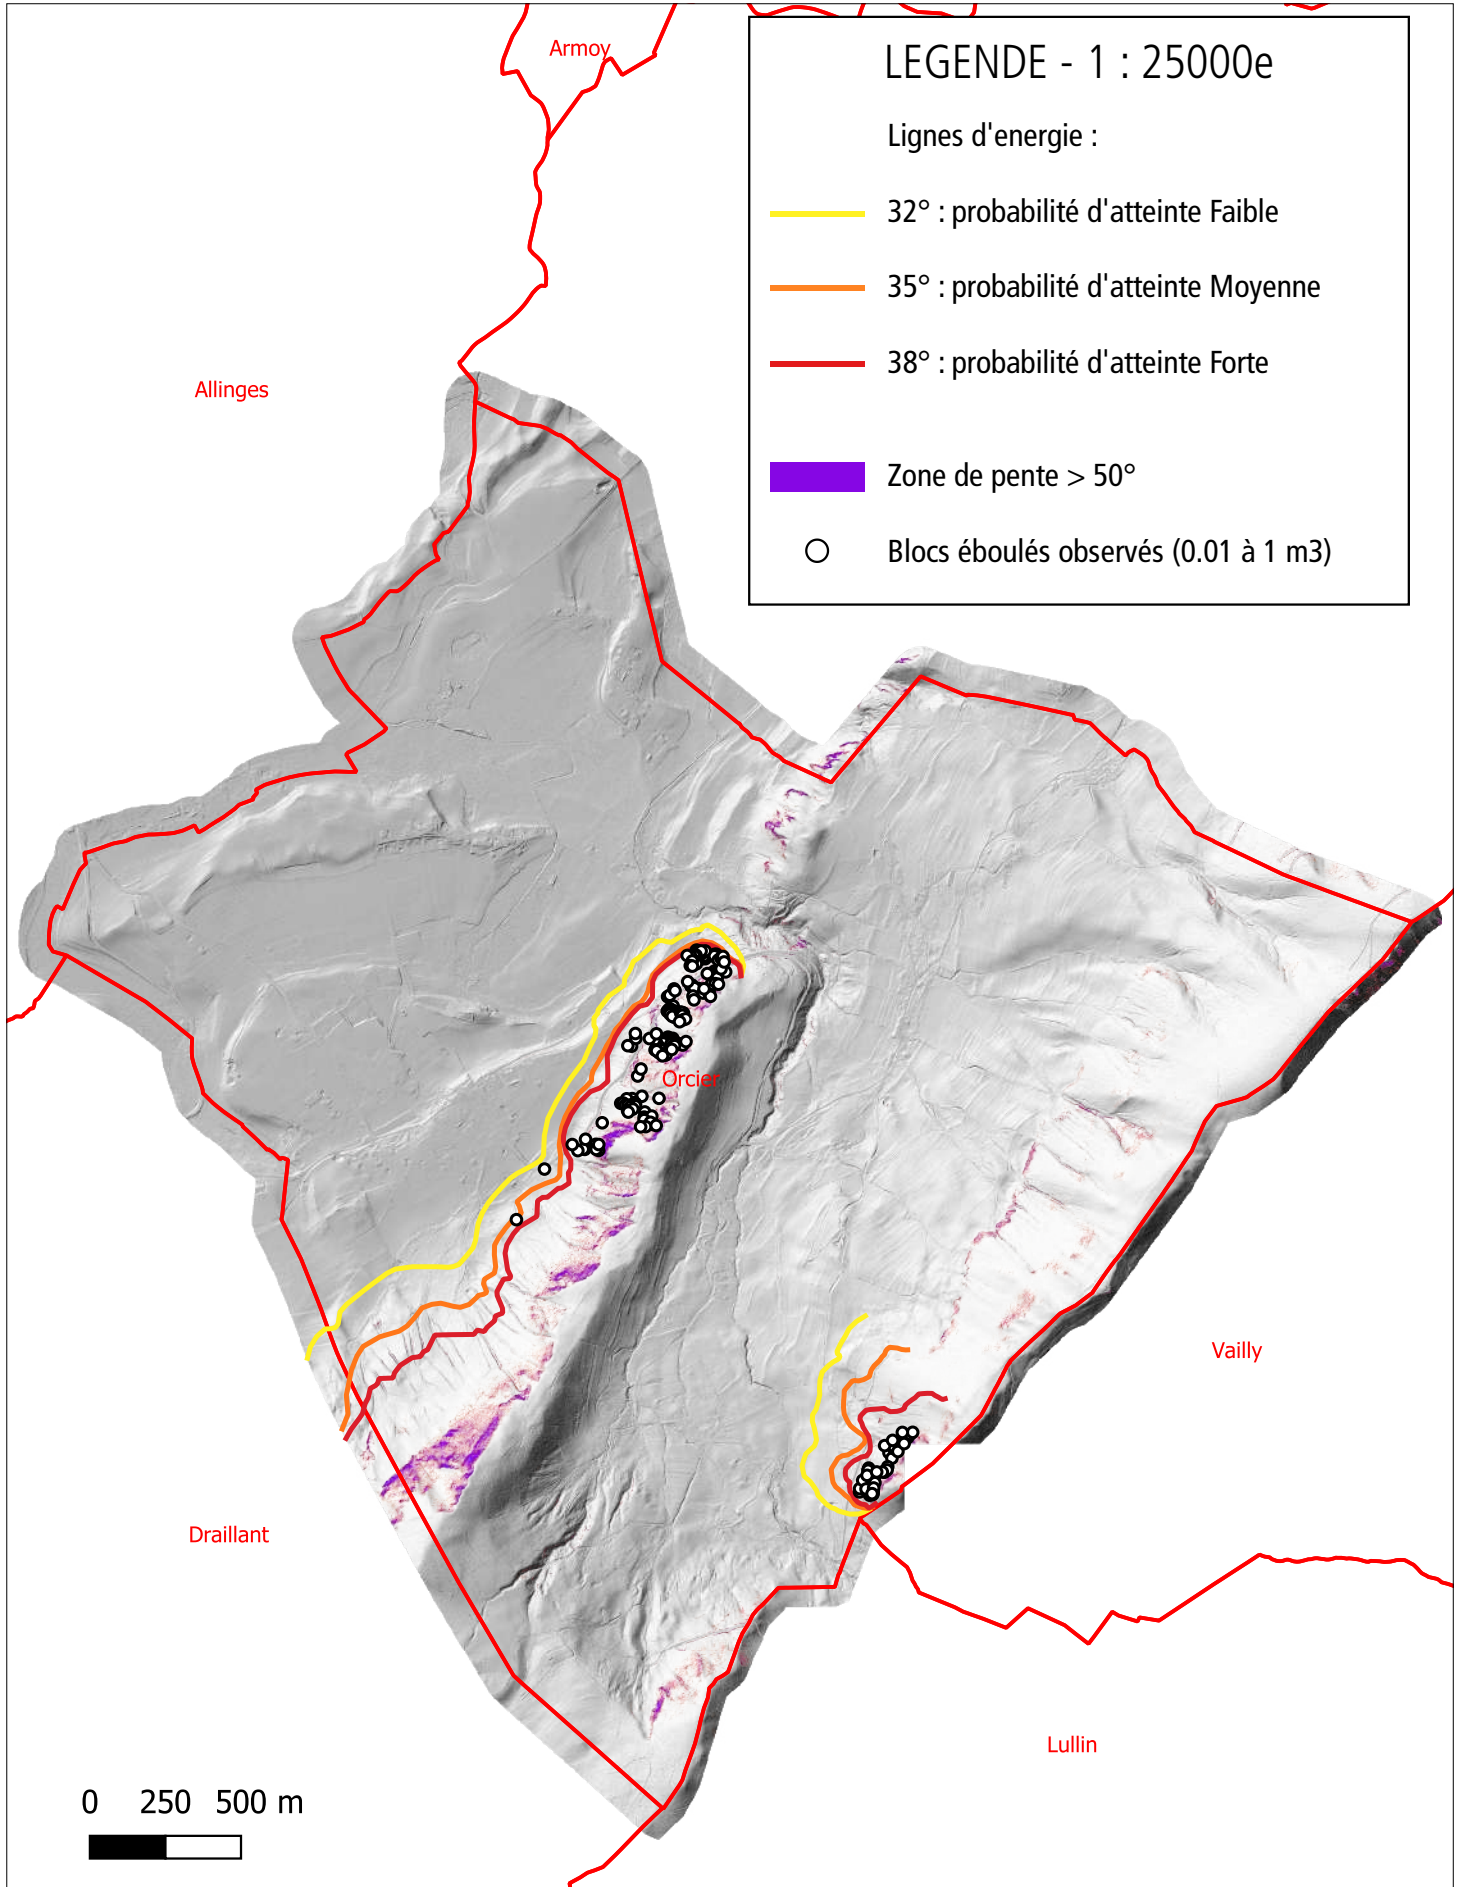 Armoy
LEGENDE - 1 : 25000e
Lignes d'energie :
32° : probabilité d'atteinte Faible
35° : probabilité d'atteinte Moyenne
38° : probabilité d'atteinte Forte
Zone de pente > 50°
Blocs éboulés observés (0.01 à 1 m3)
Allinges
Orcier
Vailly
Draillant
Lullin
0 250 500 m